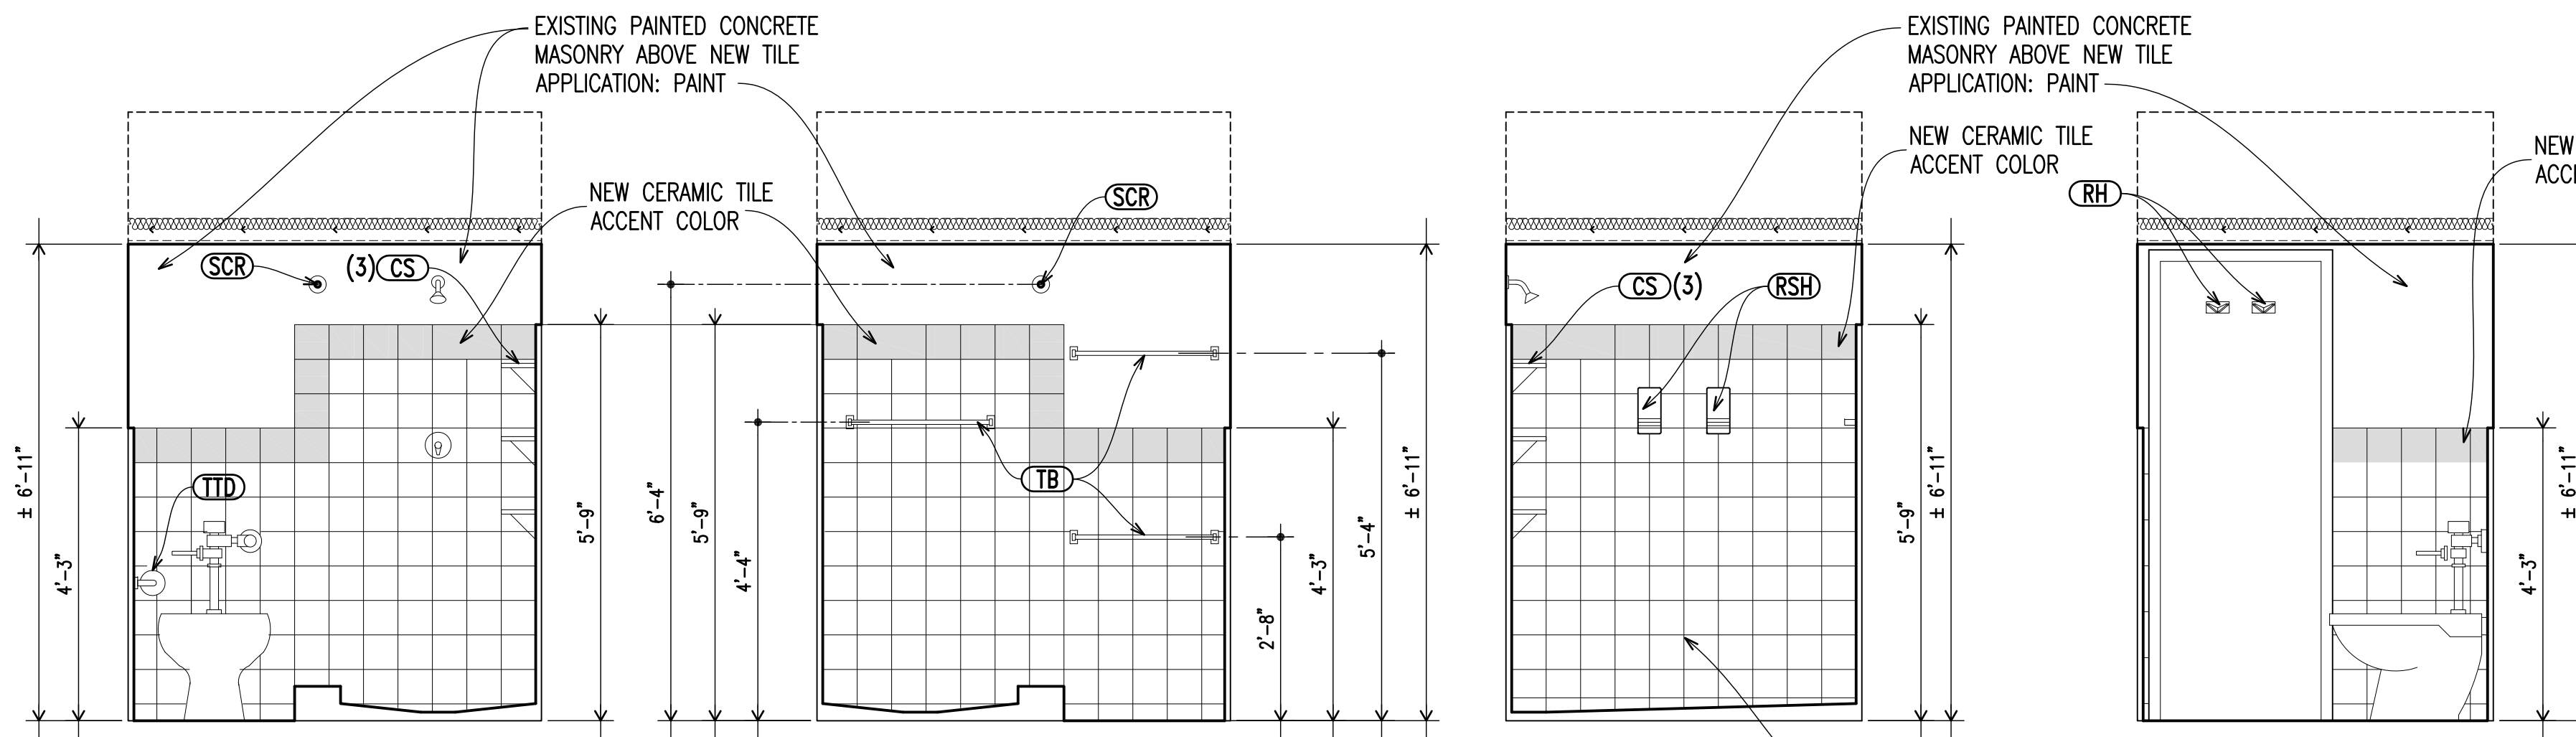 EXISTING PAINTED CONCRETE
MASONRY ABOVE NEW TILE
APPLICATION: PAINT
NEW CERAMIC TILE
ACCENT COLOR
SCR
(3) CS
TTD
± 6'-11"
4'-3"
5'-9"
SCR
TB
6'-4"
5'-9"
4'-4"
2'-8"
4'-3"
5'-4"
± 6'-11"
EXISTING PAINTED CONCRETE
MASONRY ABOVE NEW TILE
APPLICATION: PAINT
NEW CERAMIC TILE
ACCENT COLOR
CS (3)
RSH
5'-9"
± 6'-11"
RH
NEW
4'-3"
± 6'-11"